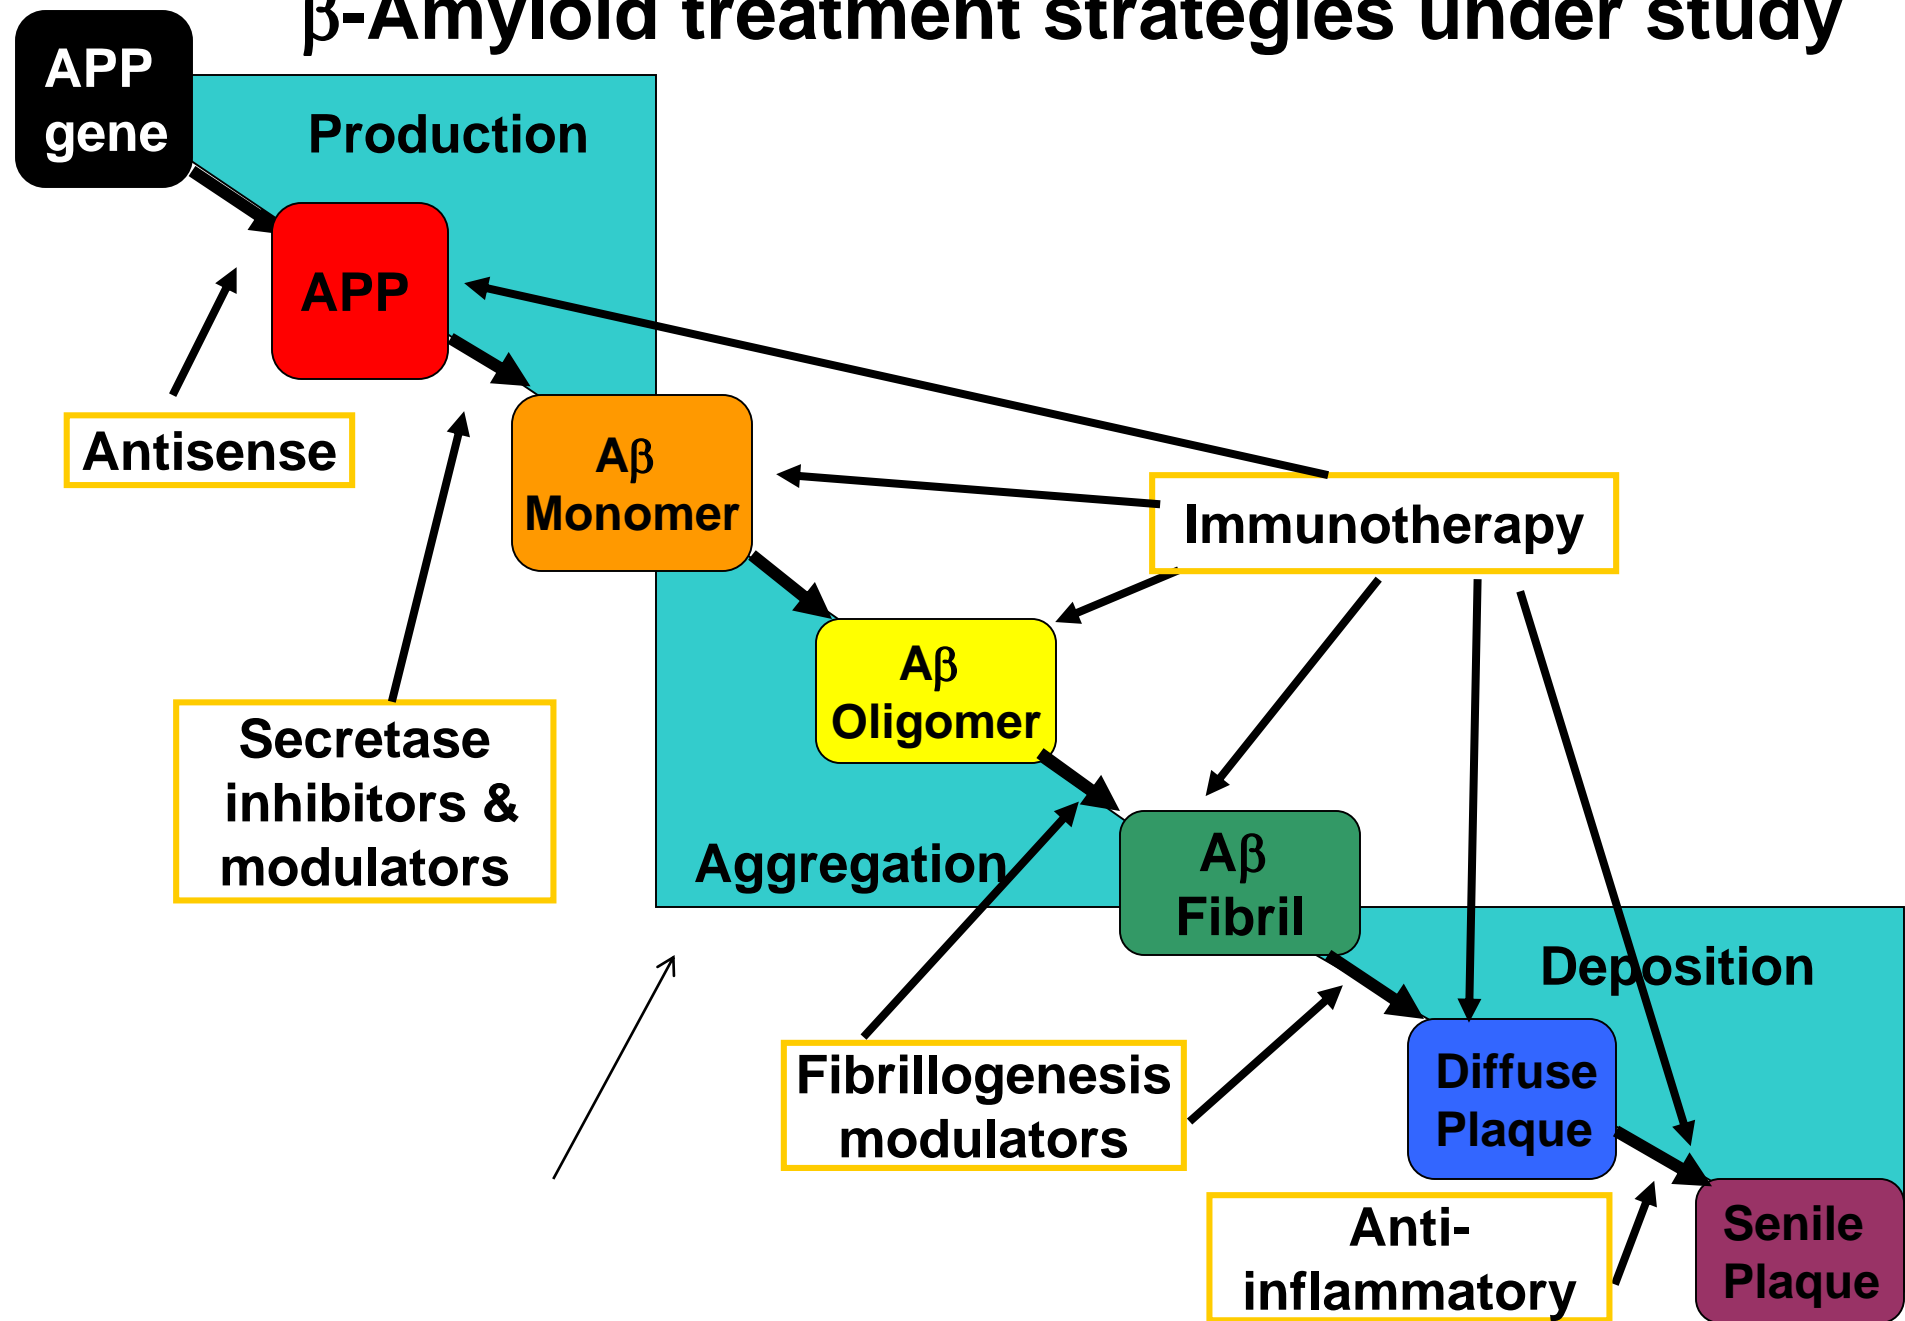 β-Amyloid treatment strategies under study
APP
gene
Production
APP
Antisense
Aβ
Monomer
Immunotherapy
Aβ
Oligomer
Secretase
inhibitors &
modulators
Aggregation
Aβ
Fibril
Deposition
Fibrillogenesis
modulators
Diffuse
Plaque
Anti-
inflammatory
Senile
Plaque